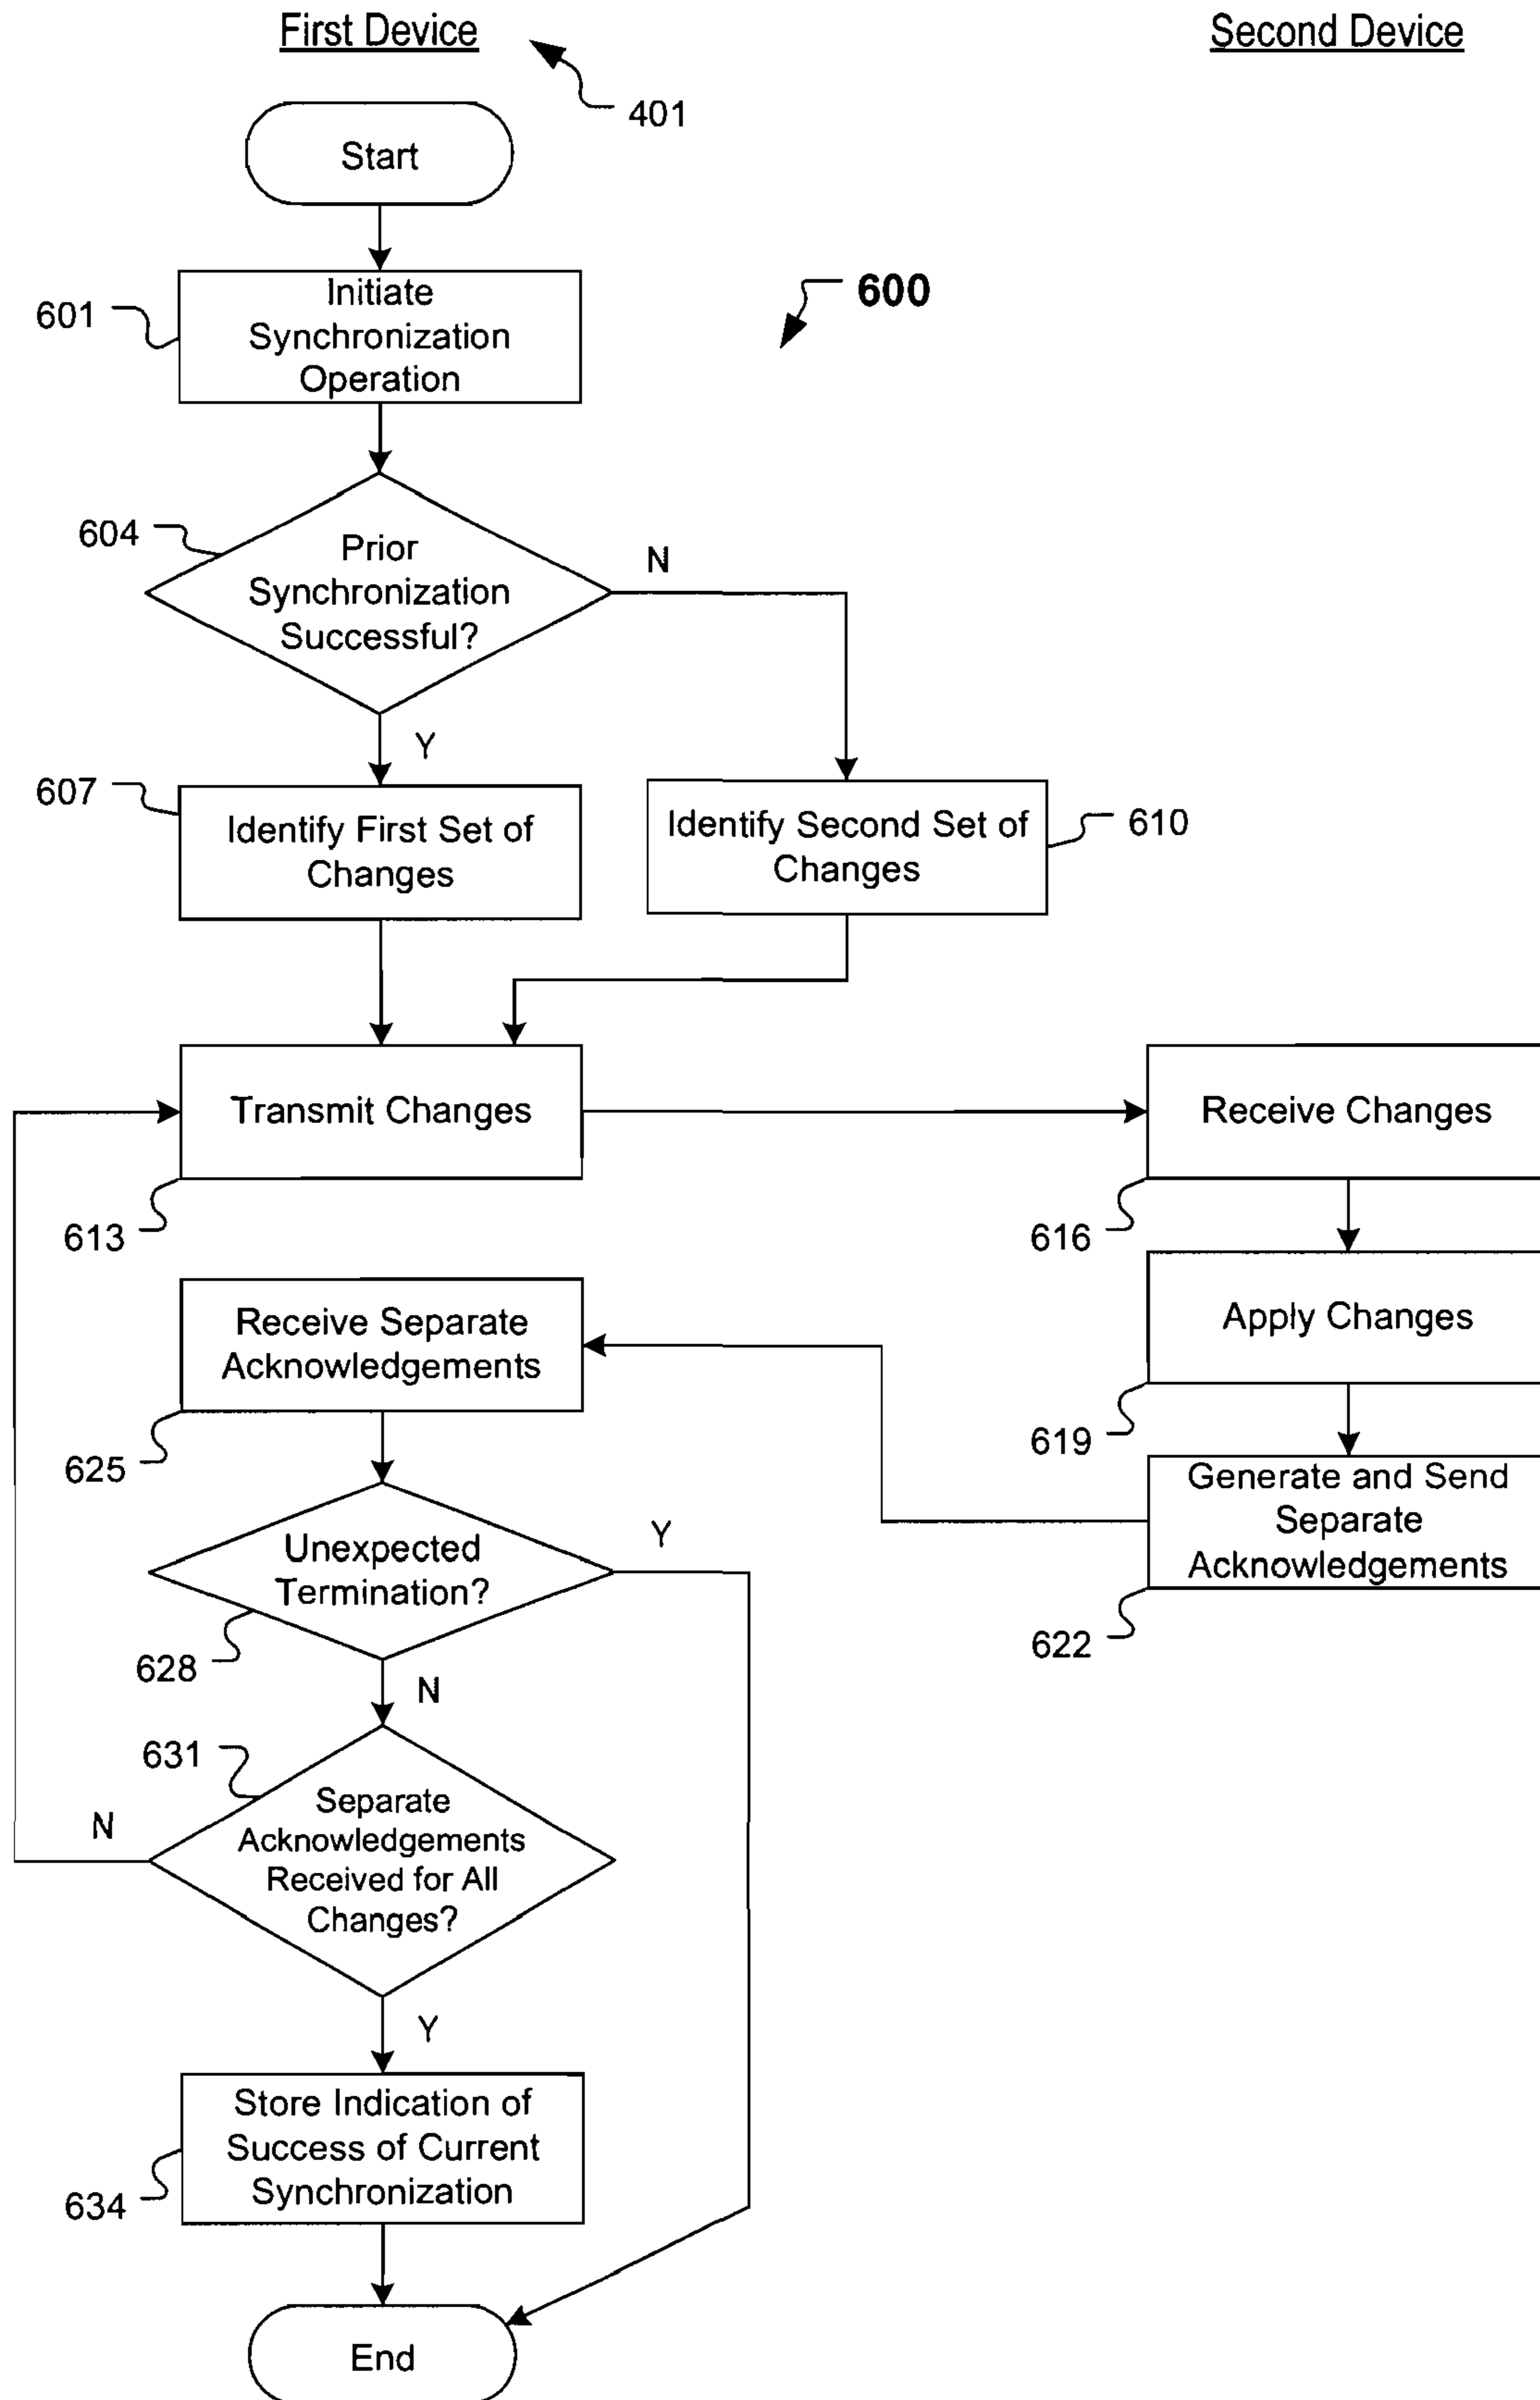 First Device
Second Device
401
Start
600
601
Initiate
Synchronization
Operation
604
Prior
Synchronization
Successful?
N
Y
607
Identify First Set of
Changes
Identify Second Set of
Changes
610
Transmit Changes
Receive Changes
613
616
Receive Separate
Acknowledgements
Apply Changes
625
619
Generate and Send
Separate
Acknowledgements
Unexpected
Termination?
Y
628
622
N
631
Separate
Acknowledgements
Received for All
Changes?
N
Y
Store Indication of
Success of Current
Synchronization
634
End